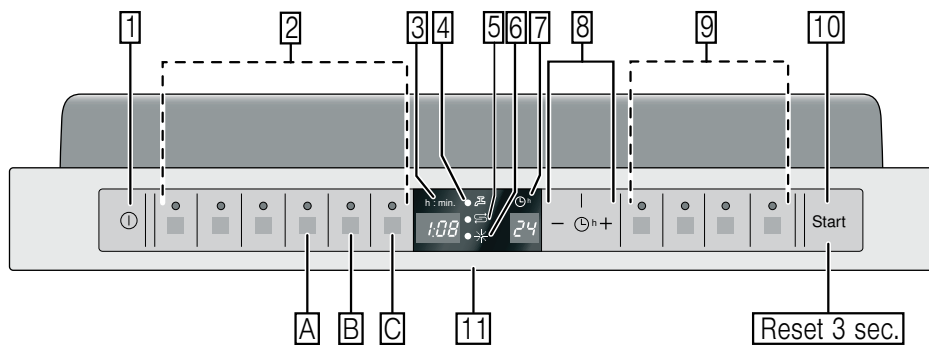 1 2 3 4 5 6 7 8 9 10
h : min. h
1:08 24 − h +
Start
A B C 11 Reset 3 sec.